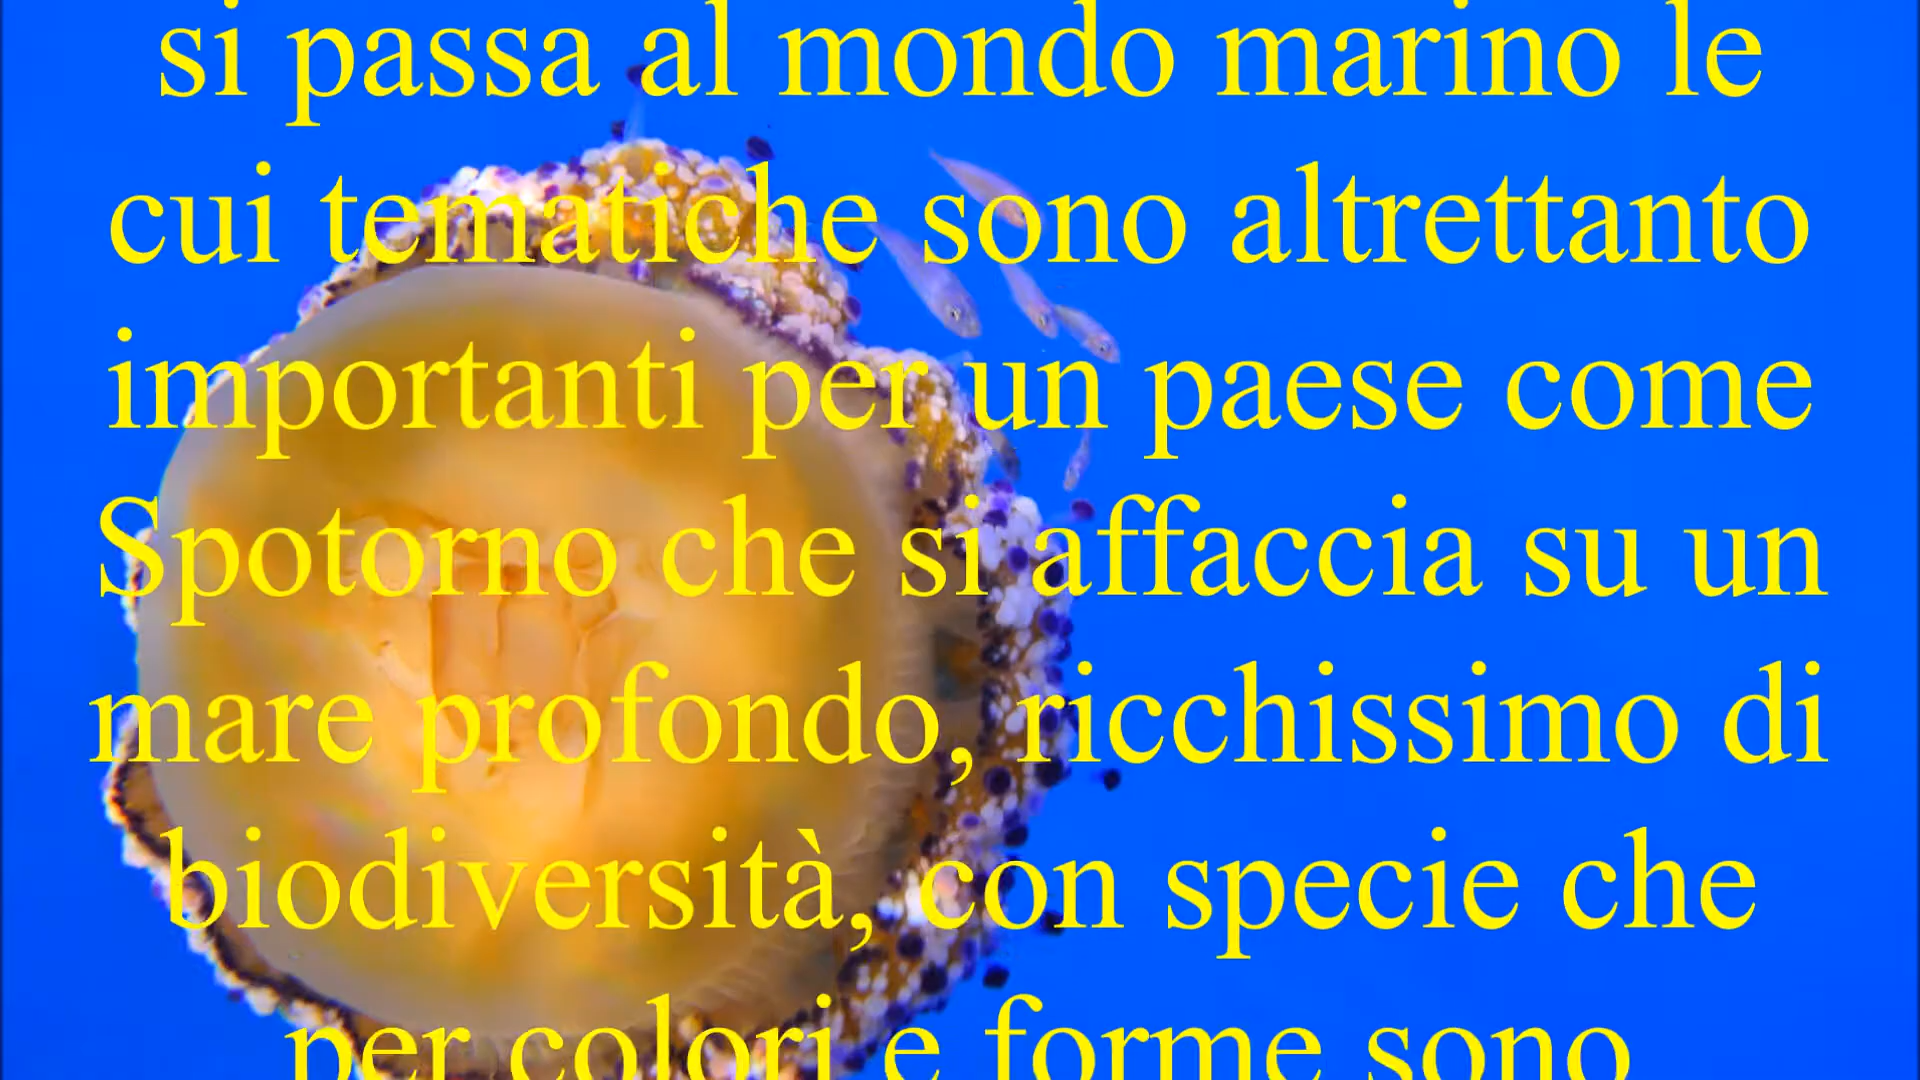 si passa al mondo marino le
cui tematiche sono altrettanto
importanti per un paese come
Spotorno che si affaccia su un
mare profondo, ricchissimo di
biodiversità, con specie che
per colori e forme sono